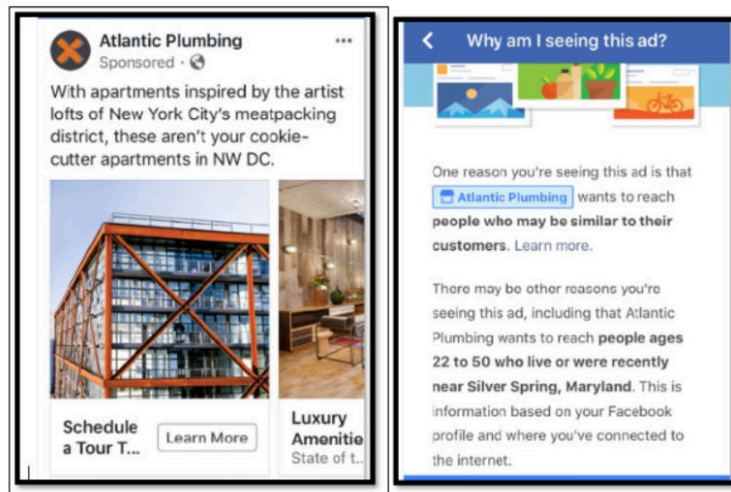 Atlantic Plumbing
Sponsored ·
With apartments inspired by the artist
lofts of New York City's meatpacking
district, these aren't your cookie-
cutter apartments in NW DC.
Schedule
a Tour T...
Learn More
Luxury
Amenitie
State of t..
Why am I seeing this ad?
One reason you're seeing this ad is that
Atlantic Plumbing wants to reach
people who may be similar to their
customers. Learn more.
There may be other reasons you're
seeing this ad, including that Atlantic
Plumbing wants to reach people ages
22 to 50 who live or were recently
near Silver Spring, Maryland. This is
information based on your Facebook
profile and where you've connected to
the internet.